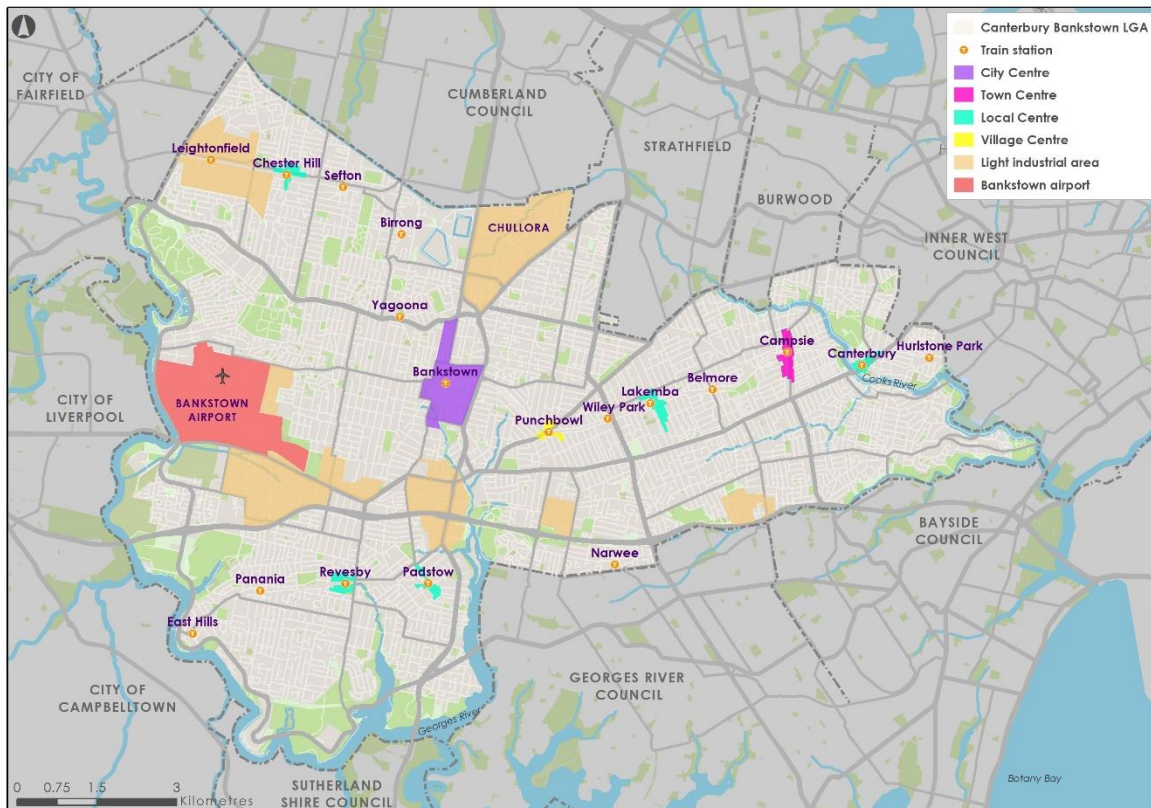 CITY OF
FAIRFIELD
CUMBERLAND
COUNCIL
STRATHFIELD
BURWOOD
INNER WEST
COUNCIL
Canterbury Bankstown LGA
Train station
City Centre
Town Centre
Local Centre
Village Centre
Light industrial area
Bankstown airport
Leightonfield
Chester Hill
Sefton
Birrong
CHULLORA
Yagoona
Bankstown
BANKSTOWN
AIRPORT
CITY OF
LIVERPOOL
Punchbowl
Wiley Park
Lakemba
Belmore
Campsie
Canterbury
Hurlstone Park
Cooks River
BAYSIDE
COUNCIL
Narwee
Padstow
Revesby
Panania
East Hills
CITY OF
CAMPBELLTOWN
GEORGES RIVER
COUNCIL
Georges River
SUTHERLAND
SHIRE COUNCIL
Botany Bay
0 0.75 1.5 3
Kilometres